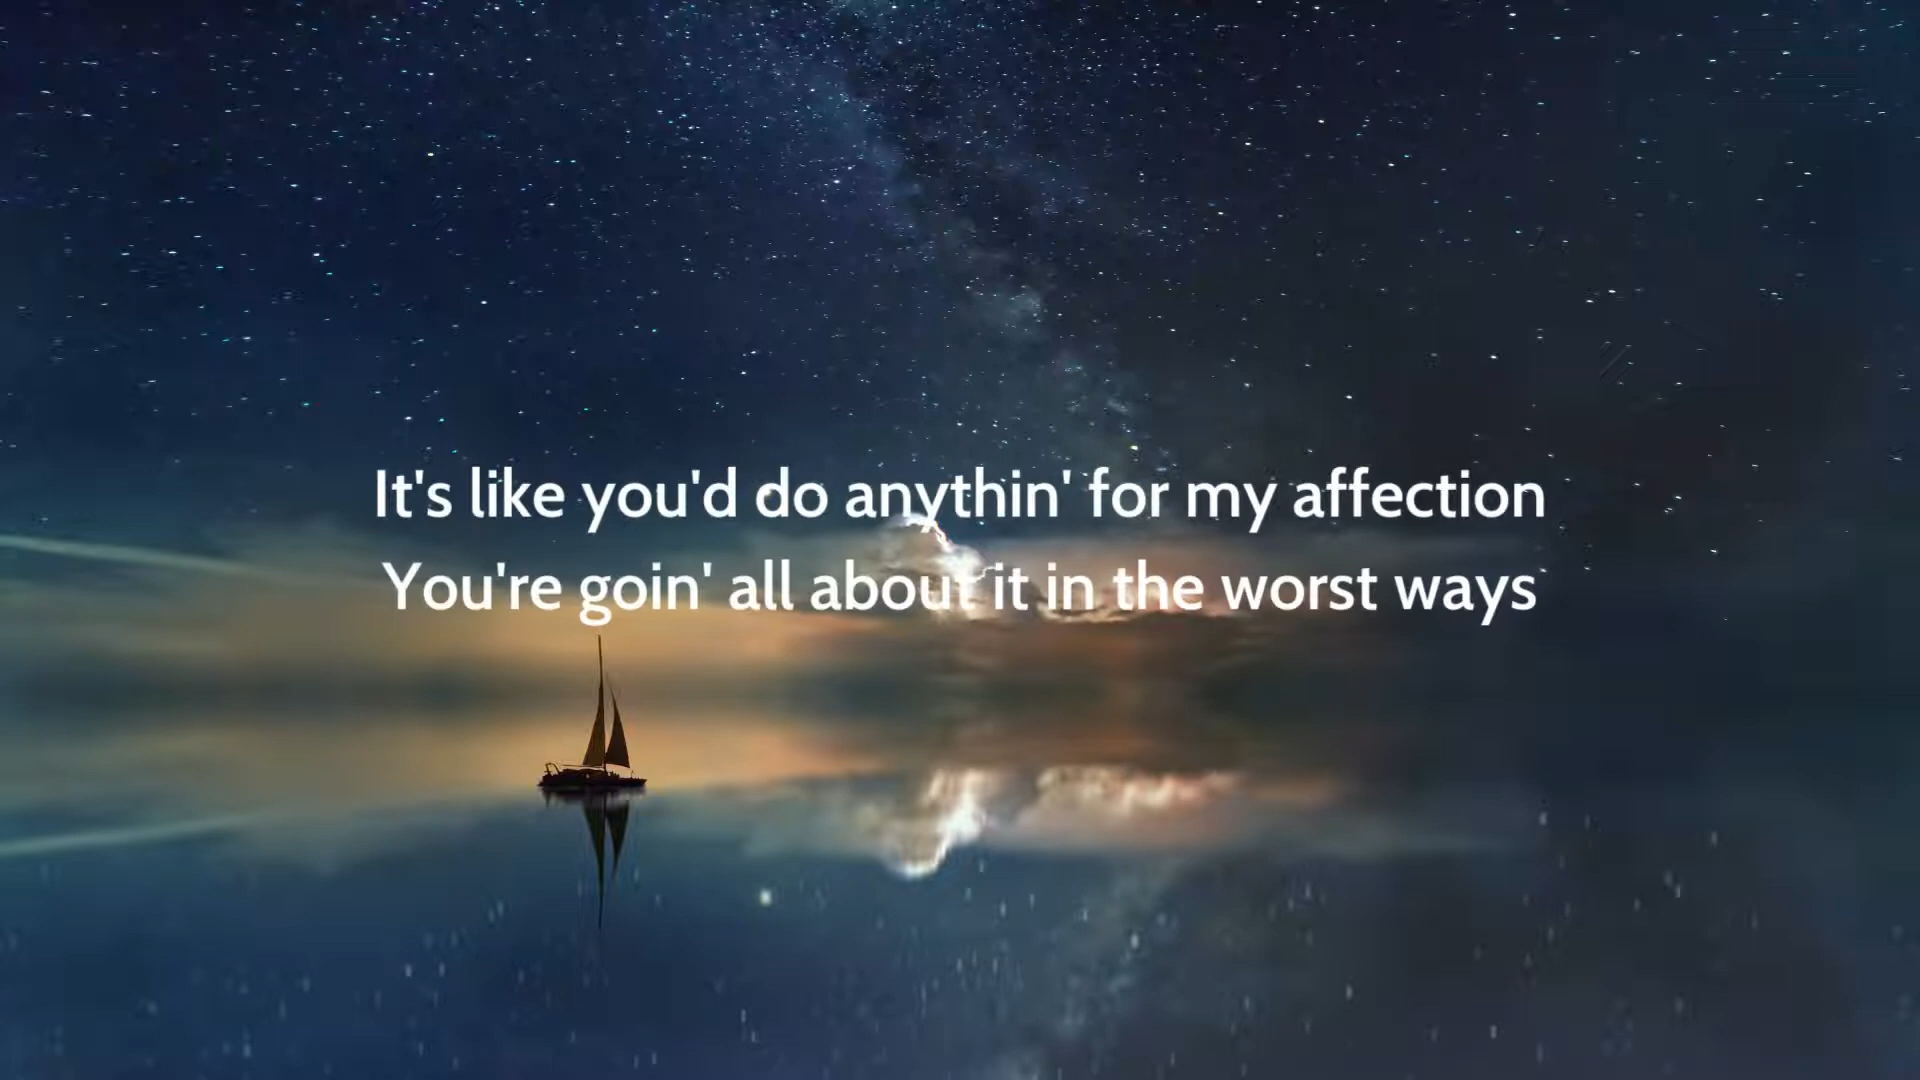 It's like you'd do anythin' for my affection
You're goin' all about it in the worst ways